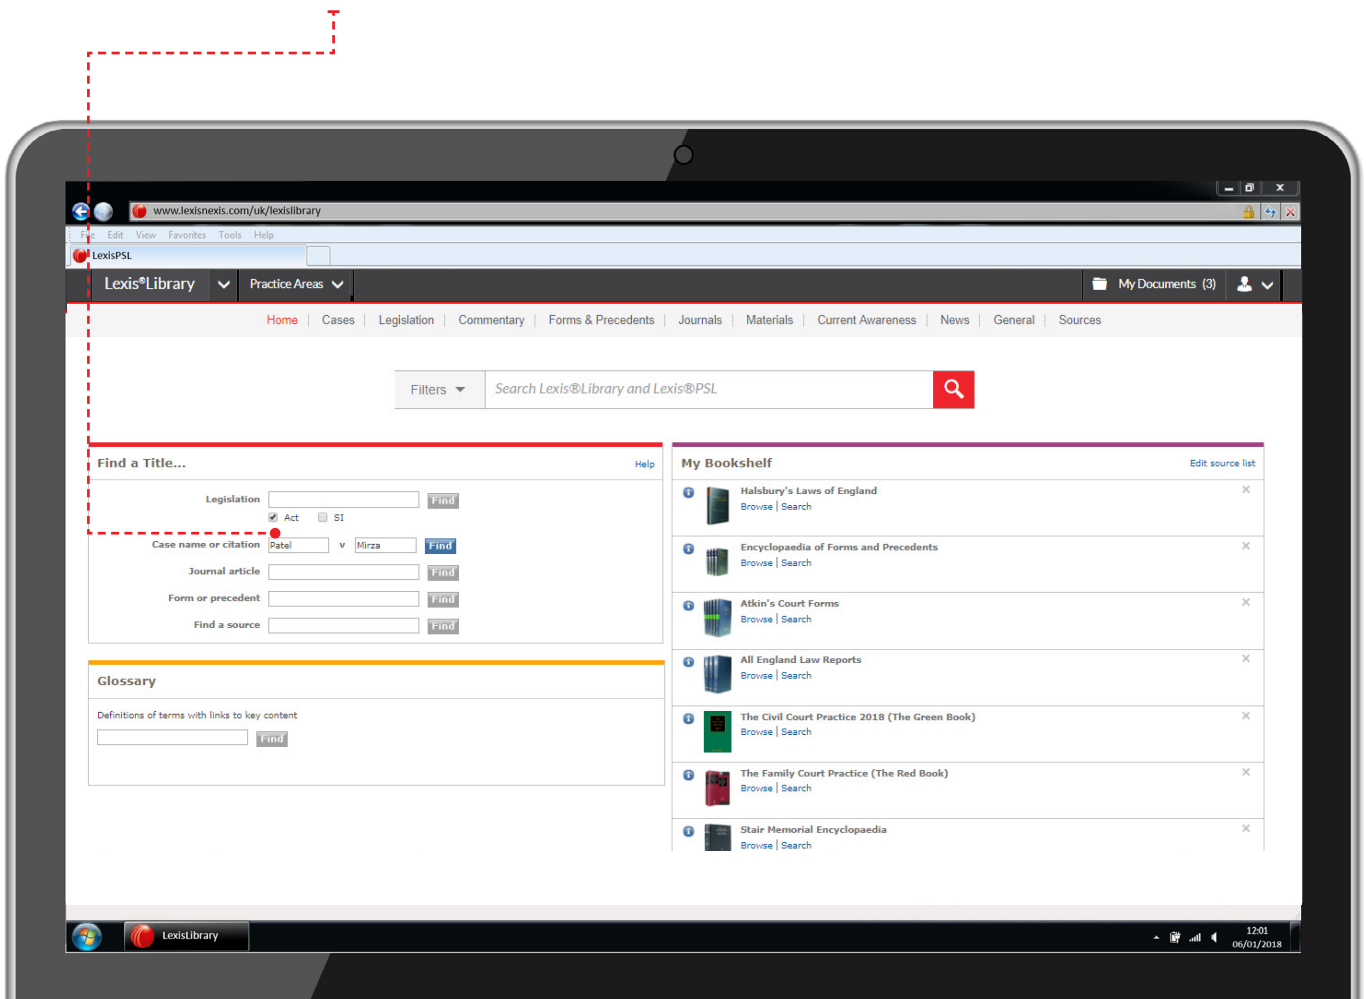 www.lexisnexis.com/uk/lexislibrary
File Edit View Favorites Tools Help
LexisPSL
Lexis®Library Practice Areas My Documents (3)
Home | Cases | Legislation | Commentary | Forms & Precedents | Journals | Materials | Current Awareness | News | General | Sources
Filters Search Lexis®Library and Lexis®PSL
Find a Title... Help
Legislation Find
Act SI
Case name or citation Patel v Mirza Find
Journal article Find
Form or precedent Find
Find a source Find
Glossary
Definitions of terms with links to key content
Find
My Bookshelf Edit source list
Halsbury's Laws of England
Browse | Search
Encyclopaedia of Forms and Precedents
Browse | Search
Atkin's Court Forms
Browse | Search
All England Law Reports
Browse | Search
The Civil Court Practice 2018 (The Green Book)
Browse | Search
The Family Court Practice (The Red Book)
Browse | Search
Stair Memorial Encyclopaedia
Browse | Search
LexisLibrary
12:01
06/01/2018